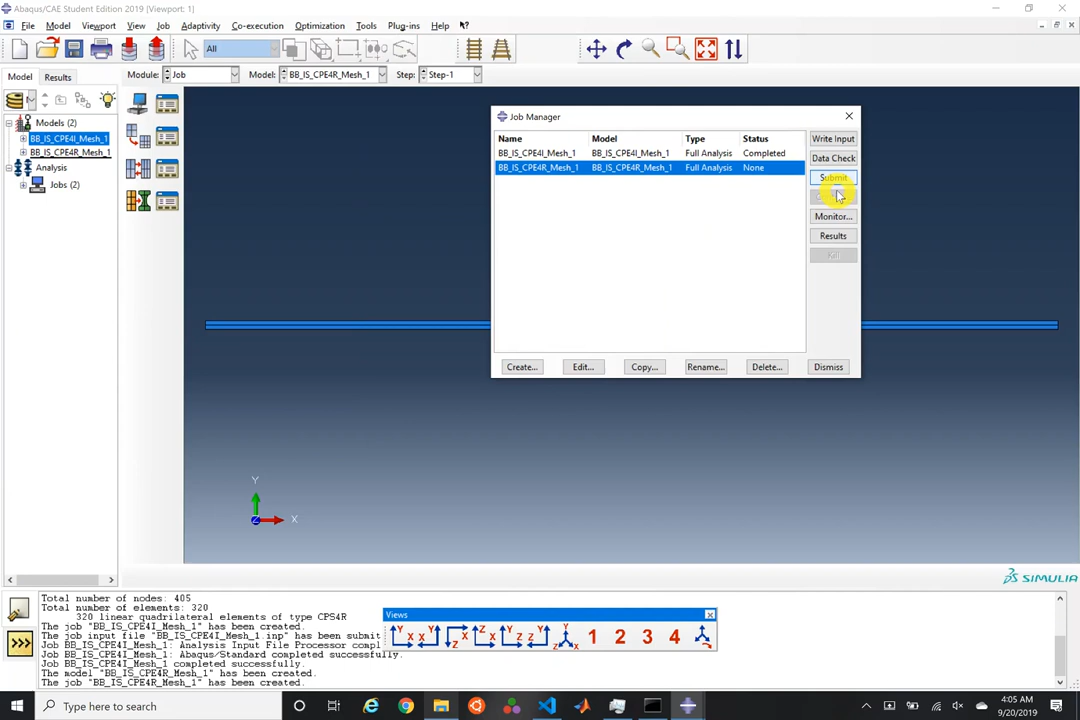 Abaqus/CAE Student Edition 2019 [Viewport: 1]
File Model Viewport View Job Adaptivity Co-execution Optimization Tools Plug-ins Help
All
Model Results Module: Job Model: BB_IS_CPE4R_Mesh_1 Step: Step-1
Models (2)
BB_IS_CPE4I_Mesh_1
BB_IS_CPE4R_Mesh_1
Analysis
Jobs (2)
Job Manager
Name Model Type Status
BB_IS_CPE4I_Mesh_1 BB_IS_CPE4I_Mesh_1 Full Analysis Completed
BB_IS_CPE4R_Mesh_1 BB_IS_CPE4R_Mesh_1 Full Analysis None
Write Input
Data Check
Submit
Monitor...
Results
Kill
Create... Edit... Copy... Rename... Delete... Dismiss
Y
X
Z
SIMULIA
Total number of nodes: 405
Total number of elements: 320
320 linear quadrilateral elements of type CPS4R
The job "BB_IS_CPE4I_Mesh_1" has been created.
The job input file "BB_IS_CPE4I_Mesh_1.inp" has been submit
Job BB_IS_CPE4I_Mesh_1: Analysis Input File Processor compl
Job BB_IS_CPE4I_Mesh_1: Abaqus/Standard completed successfully.
Job BB_IS_CPE4I_Mesh_1 completed successfully.
The model "BB_IS_CPE4R_Mesh_1" has been created.
The job "BB_IS_CPE4R_Mesh_1" has been created.
Views
1 2 3 4
Type here to search
4:05 AM
9/20/2019